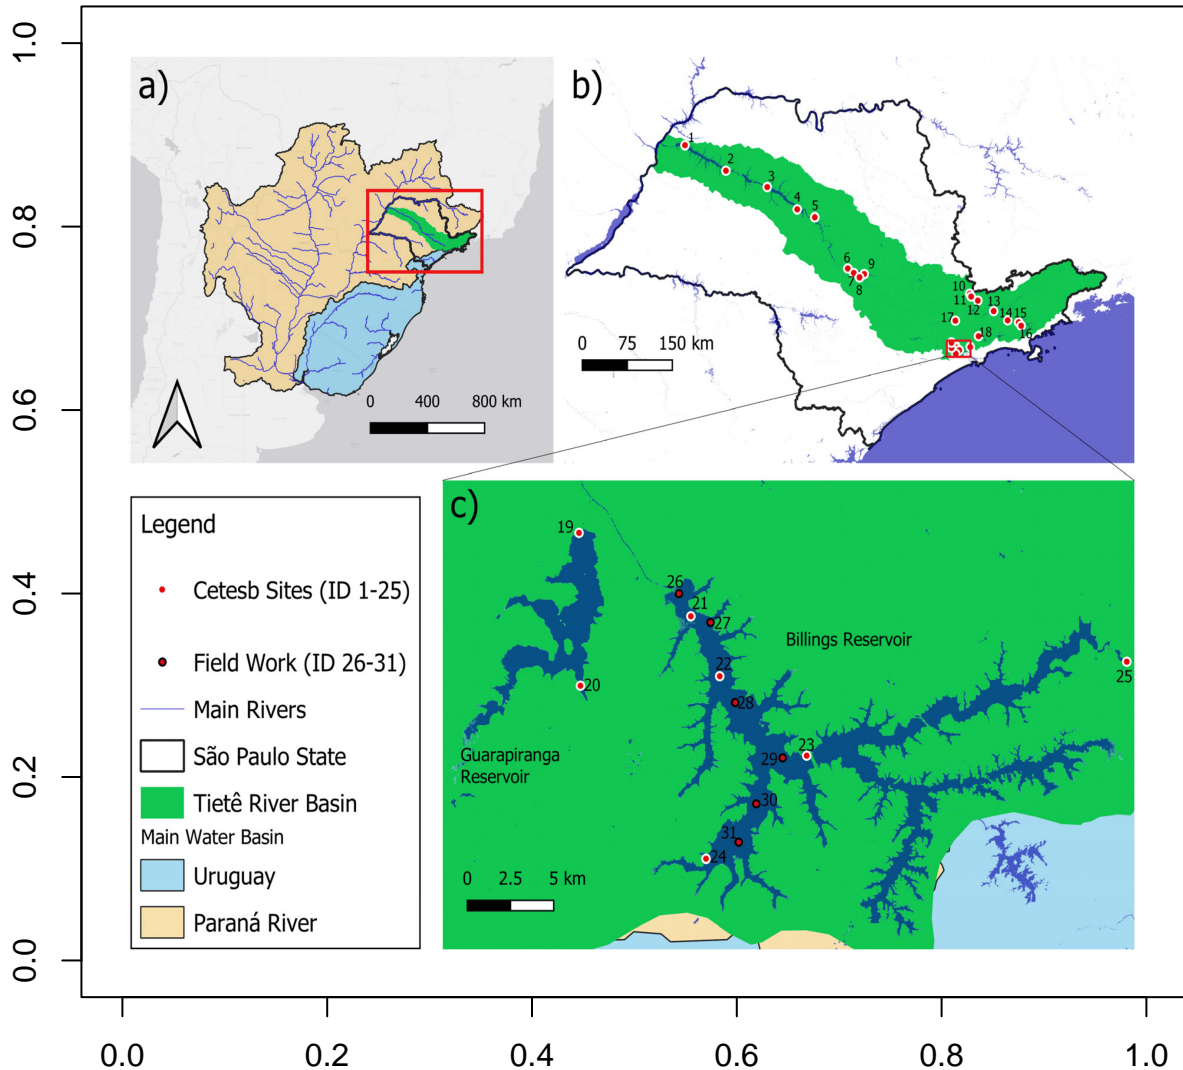 1.0
0.8
0.6
0.4
0.2
0.0
a)
0 400 800 km
b)
1
2
3
4
5
6
7
8
9
10
11
12
13
14
15
16
17
18
0 75 150 km
Legend
Cetesb Sites (ID 1-25)
Field Work (ID 26-31)
Main Rivers
São Paulo State
Tietê River Basin
Main Water Basin
Uruguay
Paraná River
c)
19
20
26
21
27
22
28
23
29
30
31
24
25
Billings Reservoir
Guarapiranga
Reservoir
0 2.5 5 km
0.0 0.2 0.4 0.6 0.8 1.0